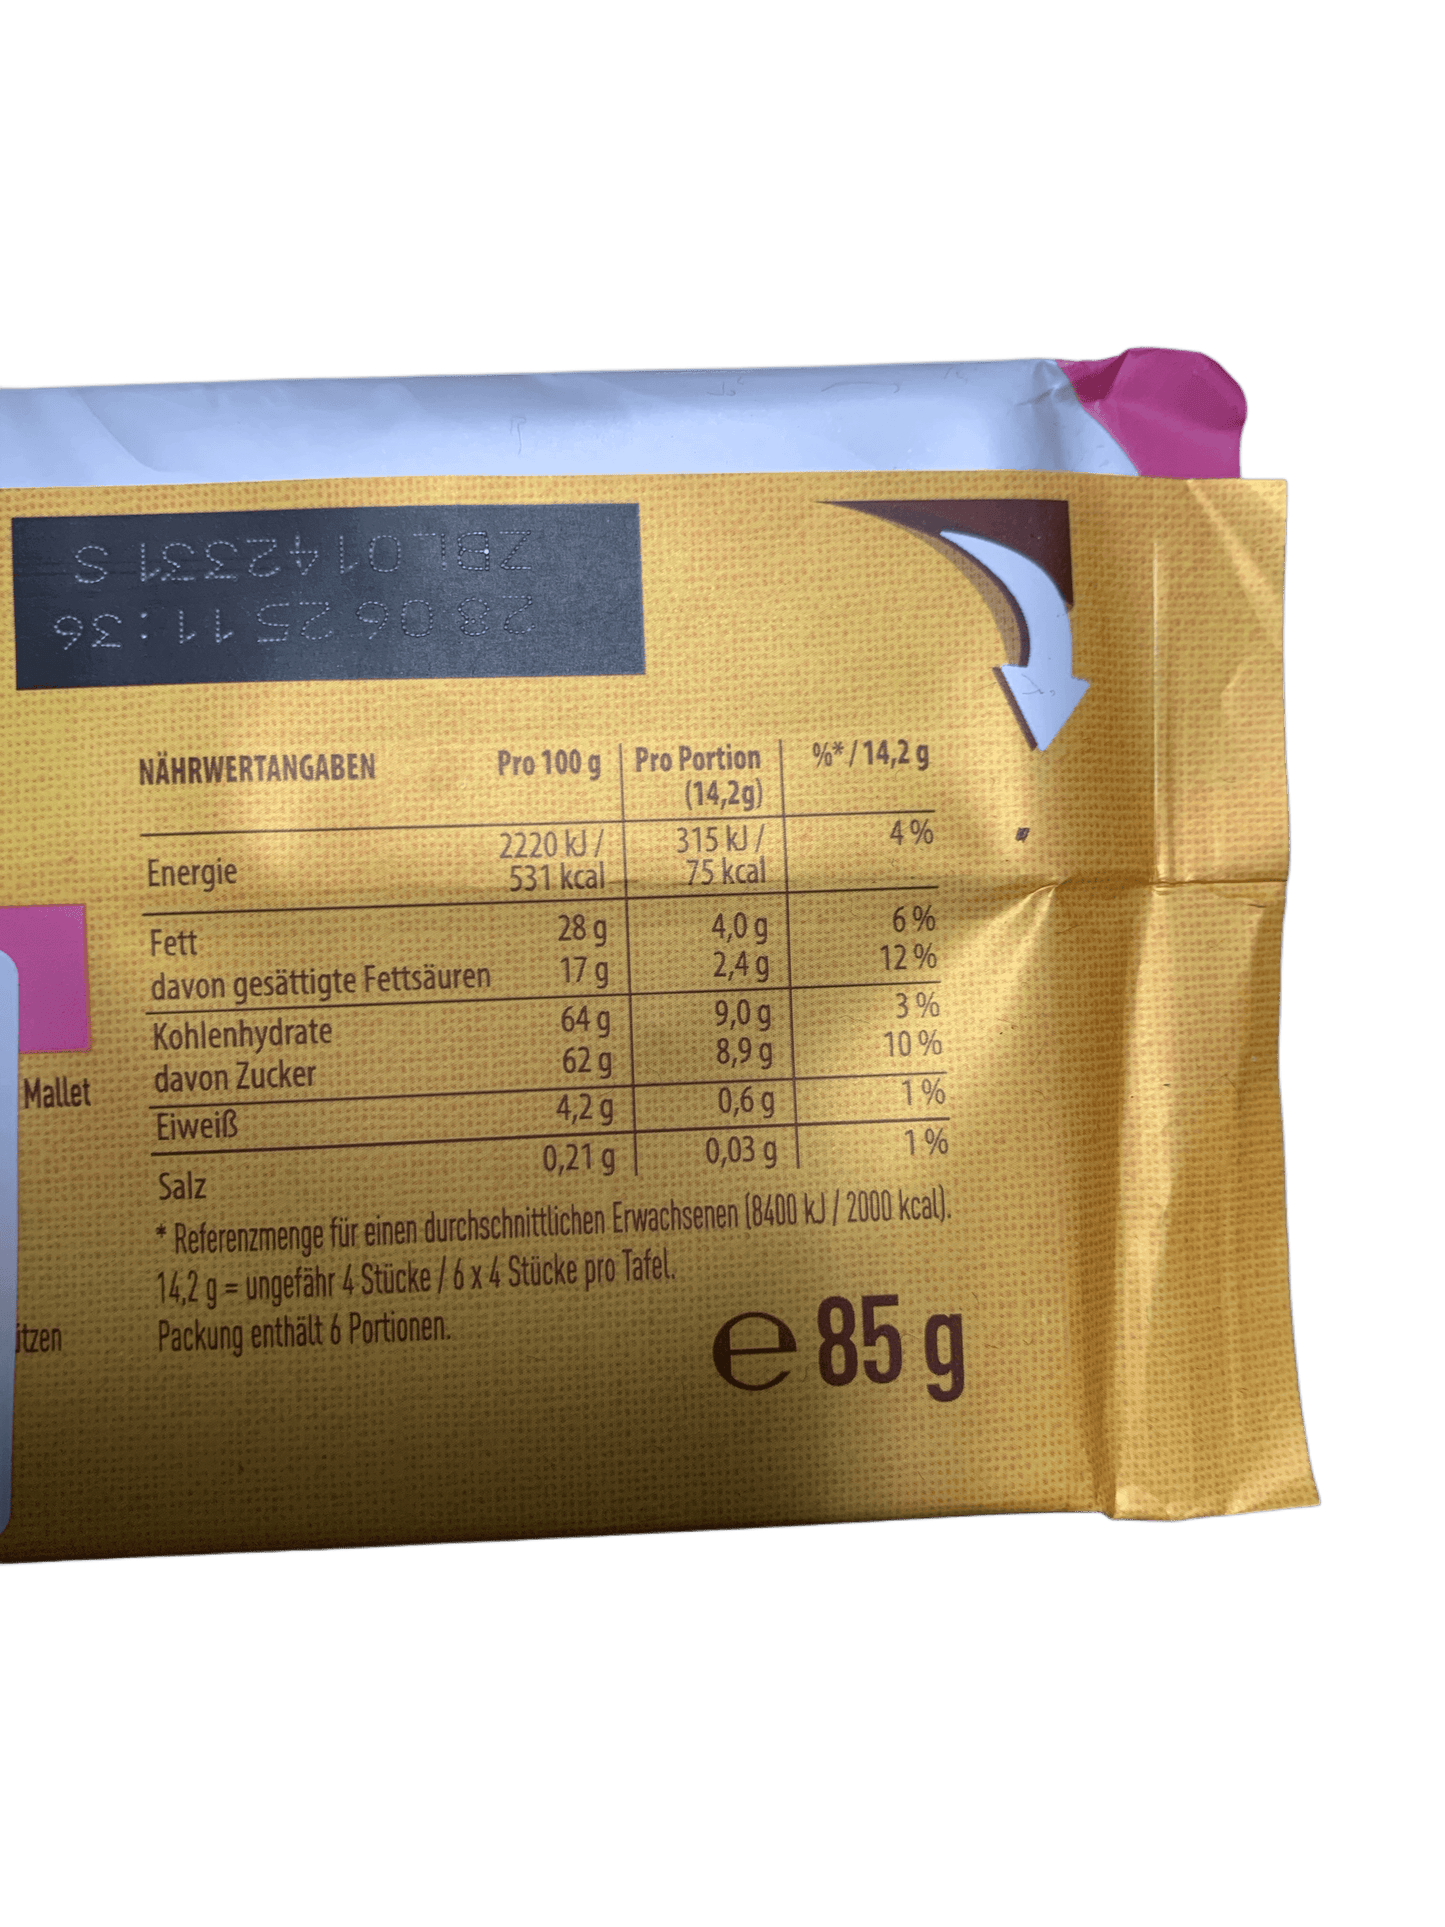 ZBL0142331 S
28 06 25 11:36
NÄHRWERTANGABEN Pro 100 g Pro Portion %*/14,2 g
(14,2g)
Energie 2220 kJ / 315 kJ / 4 %
531 kcal 75 kcal
Fett 28 g 4,0 g 6 %
davon gesättigte Fettsäuren 17 g 2,4 g 12 %
Kohlenhydrate 64 g 9,0 g 3 %
davon Zucker 62 g 8,9 g 10 %
Eiweiß 4,2 g 0,6 g 1 %
Salz 0,21 g 0,03 g 1 %
* Referenzmenge für einen durchschnittlichen Erwachsenen (8400 kJ / 2000 kcal).
14,2 g = ungefähr 4 Stücke / 6 x 4 Stücke pro Tafel.
Packung enthält 6 Portionen.
e 85 g
Mallet